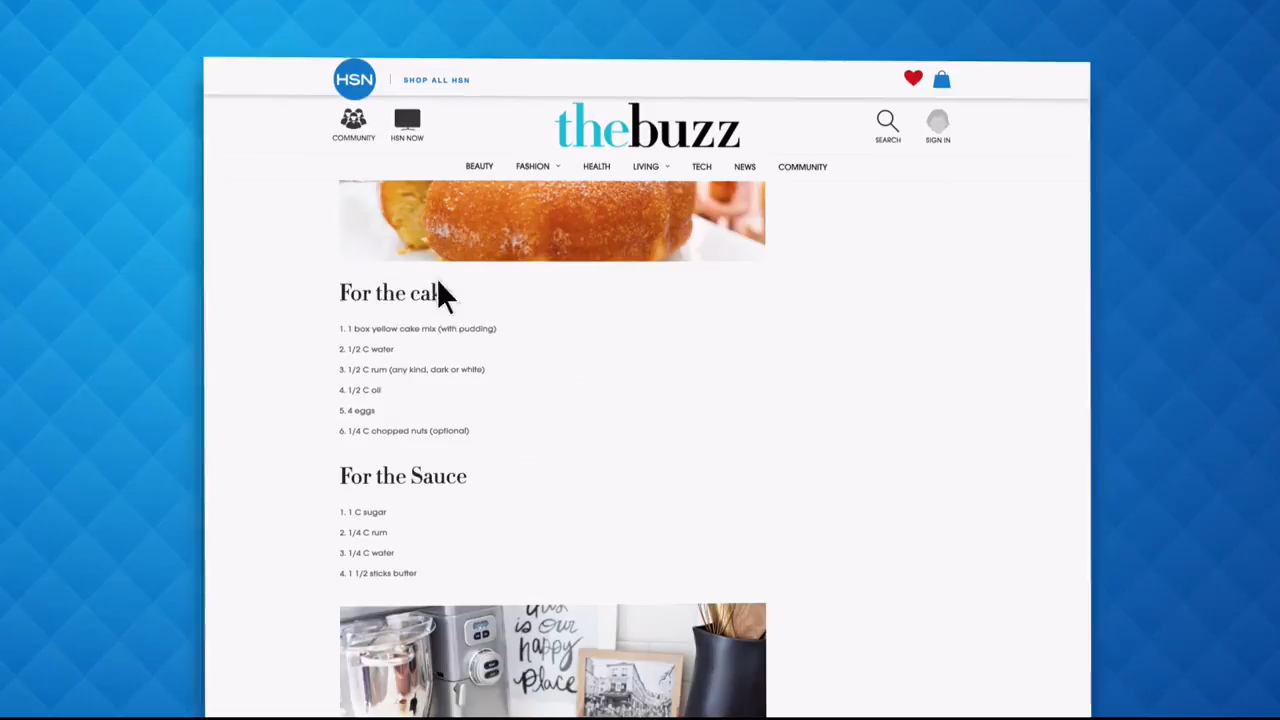 HSN
SHOP ALL HSN
COMMUNITY
HSN NOW
thebuzz
SEARCH
SIGN IN
BEAUTY FASHION HEALTH LIVING TECH NEWS COMMUNITY
For the cak
1. 1 box yellow cake mix (with pudding)
2. 1/2 C water
3. 1/2 C rum (any kind, dark or white)
4. 1/2 C oil
5. 4 eggs
6. 1/4 C chopped nuts (optional)
For the Sauce
1. 1 C sugar
2. 1/4 C rum
3. 1/4 C water
4. 1 1/2 sticks butter
is our
happy
place